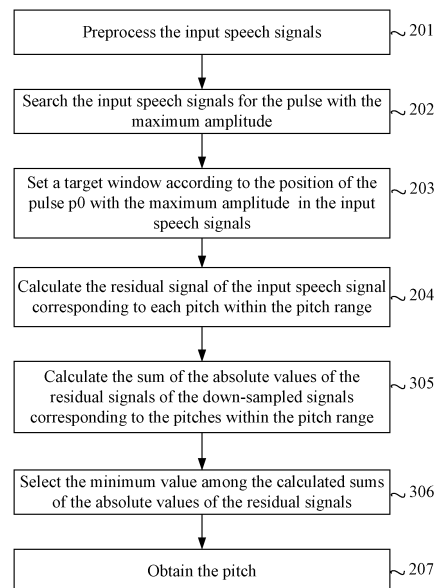 Preprocess the input speech signals
201
Search the input speech signals for the pulse with the
maximum amplitude
202
Set a target window according to the position of the
pulse p0 with the maximum amplitude in the input
speech signals
203
Calculate the residual signal of the input speech signal
corresponding to each pitch within the pitch range
204
Calculate the sum of the absolute values of the
residual signals of the down-sampled signals
corresponding to the pitches within the pitch range
305
Select the minimum value among the calculated sums
of the absolute values of the residual signals
306
Obtain the pitch
207